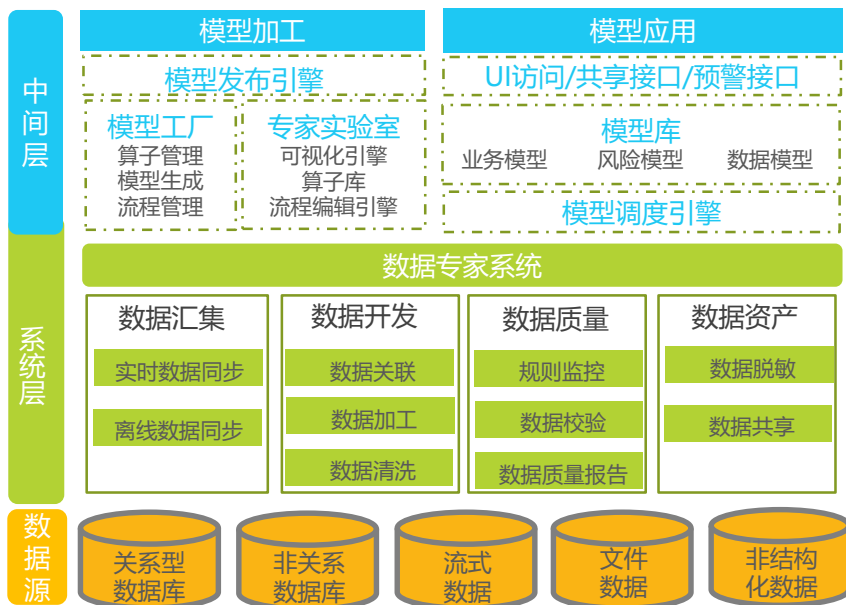 中间层
模型加工
模型发布引擎
模型工厂
算子管理
模型生成
流程管理
专家实验室
可视化引擎
算子库
流程编辑引擎
模型应用
UI访问/共享接口/预警接口
模型库
业务模型 风险模型 数据模型
模型调度引擎
系统层
数据专家系统
数据汇集
实时数据同步
离线数据同步
数据开发
数据关联
数据加工
数据清洗
数据质量
规则监控
数据校验
数据质量报告
数据资产
数据脱敏
数据共享
数据源
关系型
数据库
非关系
数据库
流式
数据
文件
数据
非结构
化数据